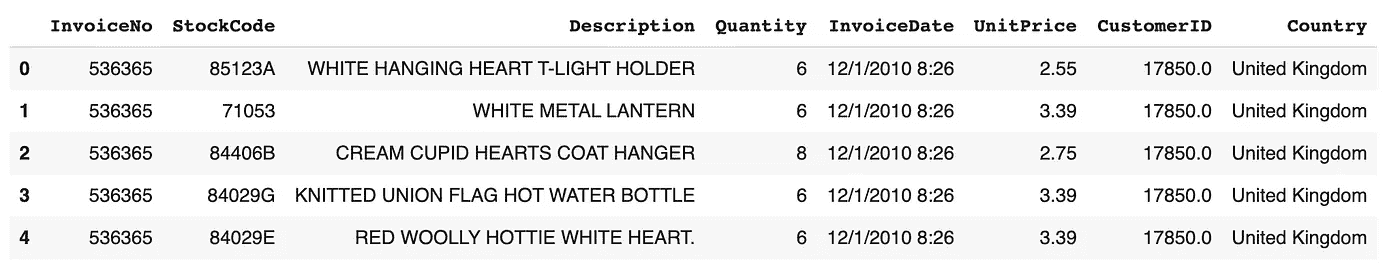 InvoiceNo StockCode Description Quantity InvoiceDate UnitPrice CustomerID Country
0 536365 85123A WHITE HANGING HEART T-LIGHT HOLDER 6 12/1/2010 8:26 2.55 17850.0 United Kingdom
1 536365 71053 WHITE METAL LANTERN 6 12/1/2010 8:26 3.39 17850.0 United Kingdom
2 536365 84406B CREAM CUPID HEARTS COAT HANGER 8 12/1/2010 8:26 2.75 17850.0 United Kingdom
3 536365 84029G KNITTED UNION FLAG HOT WATER BOTTLE 6 12/1/2010 8:26 3.39 17850.0 United Kingdom
4 536365 84029E RED WOOLLY HOTTIE WHITE HEART. 6 12/1/2010 8:26 3.39 17850.0 United Kingdom